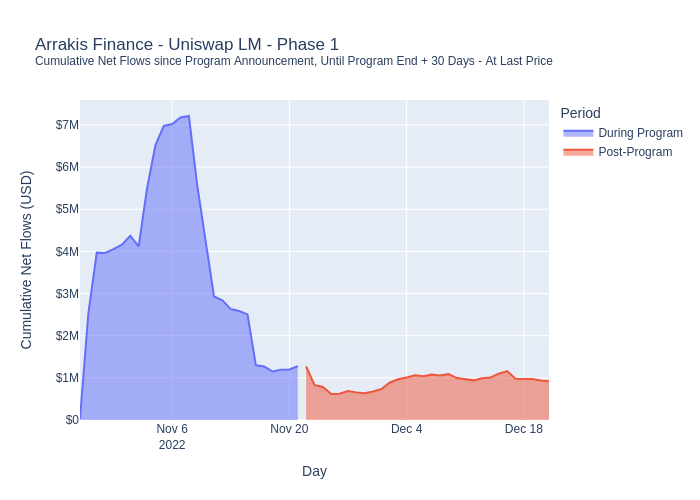 Arrakis Finance - Uniswap LM - Phase 1
Cumulative Net Flows since Program Announcement, Until Program End + 30 Days - At Last Price
Period
During Program
Post-Program
Cumulative Net Flows (USD)
$7M
$6M
$5M
$4M
$3M
$2M
$1M
$0
Nov 6
2022
Nov 20
Dec 4
Dec 18
Day